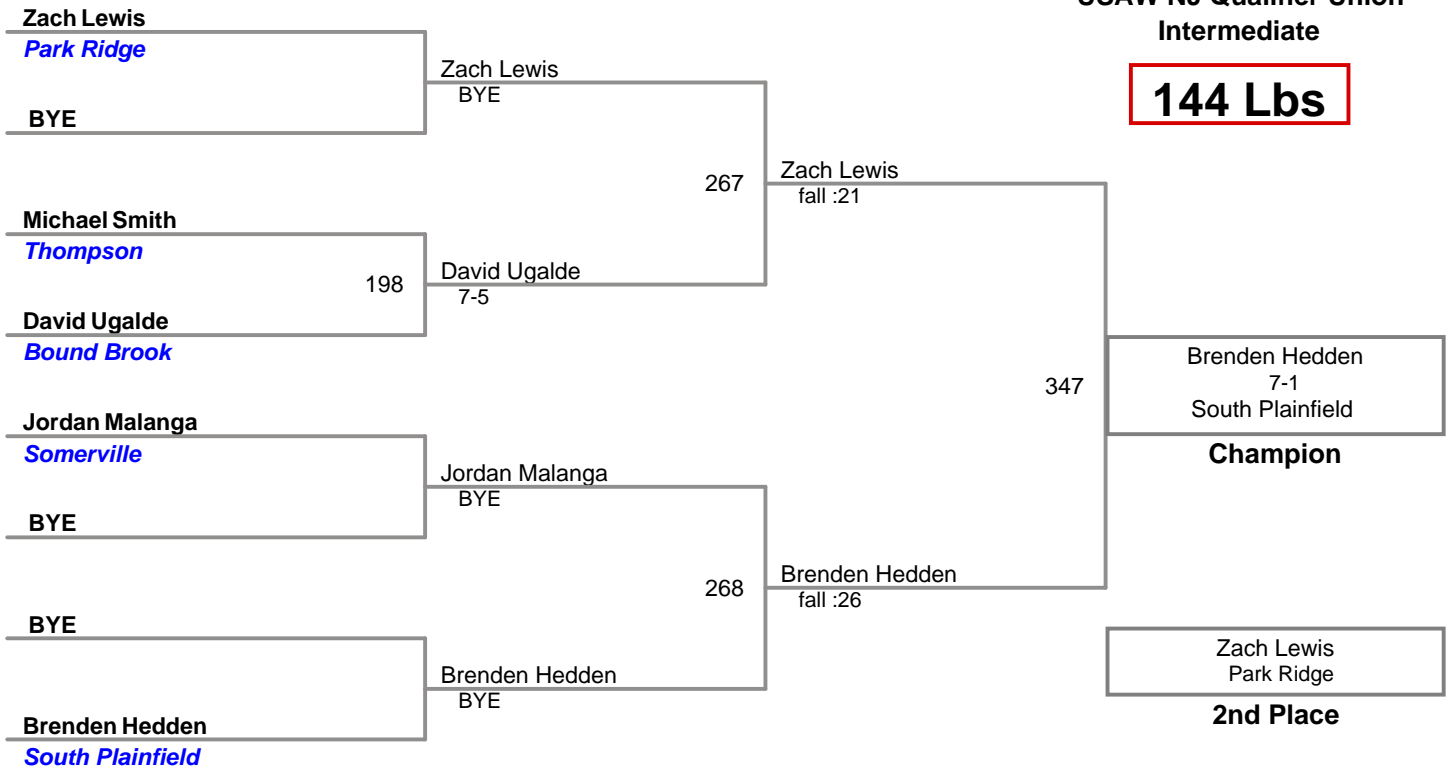 USAW NJ Qualifier Union
Intermediate
144 Lbs
Zach Lewis
Park Ridge
BYE
Michael Smith
Thompson
198
David Ugalde
Bound Brook
Jordan Malanga
Somerville
BYE
BYE
Brenden Hedden
South Plainfield
Zach Lewis
BYE
267
David Ugalde
7-5
Jordan Malanga
BYE
268
Brenden Hedden
BYE
Zach Lewis
fall :21
347
Brenden Hedden
fall :26
Brenden Hedden
7-1
South Plainfield
Champion
Zach Lewis
Park Ridge
2nd Place